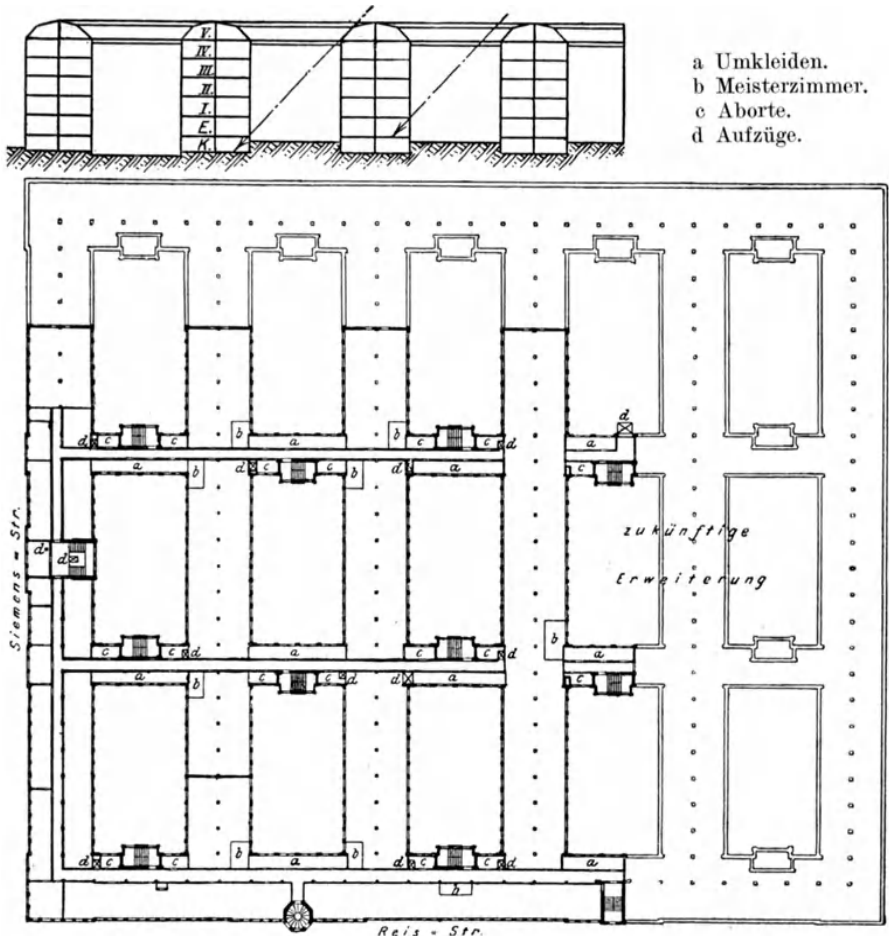 V.
IV.
III.
II.
I.
E.
K.
a Umkleiden.
b Meisterzimmer.
c Aborte.
d Aufzüge.
d
d c c b a b c c d a
a b d c c b d a c
zukünftige
d d
Erweiterung
Siemens = Str.
b
c c d a c c d a
a b c c d d a c
d c c b a b d c c d a
b
Reis = Str.